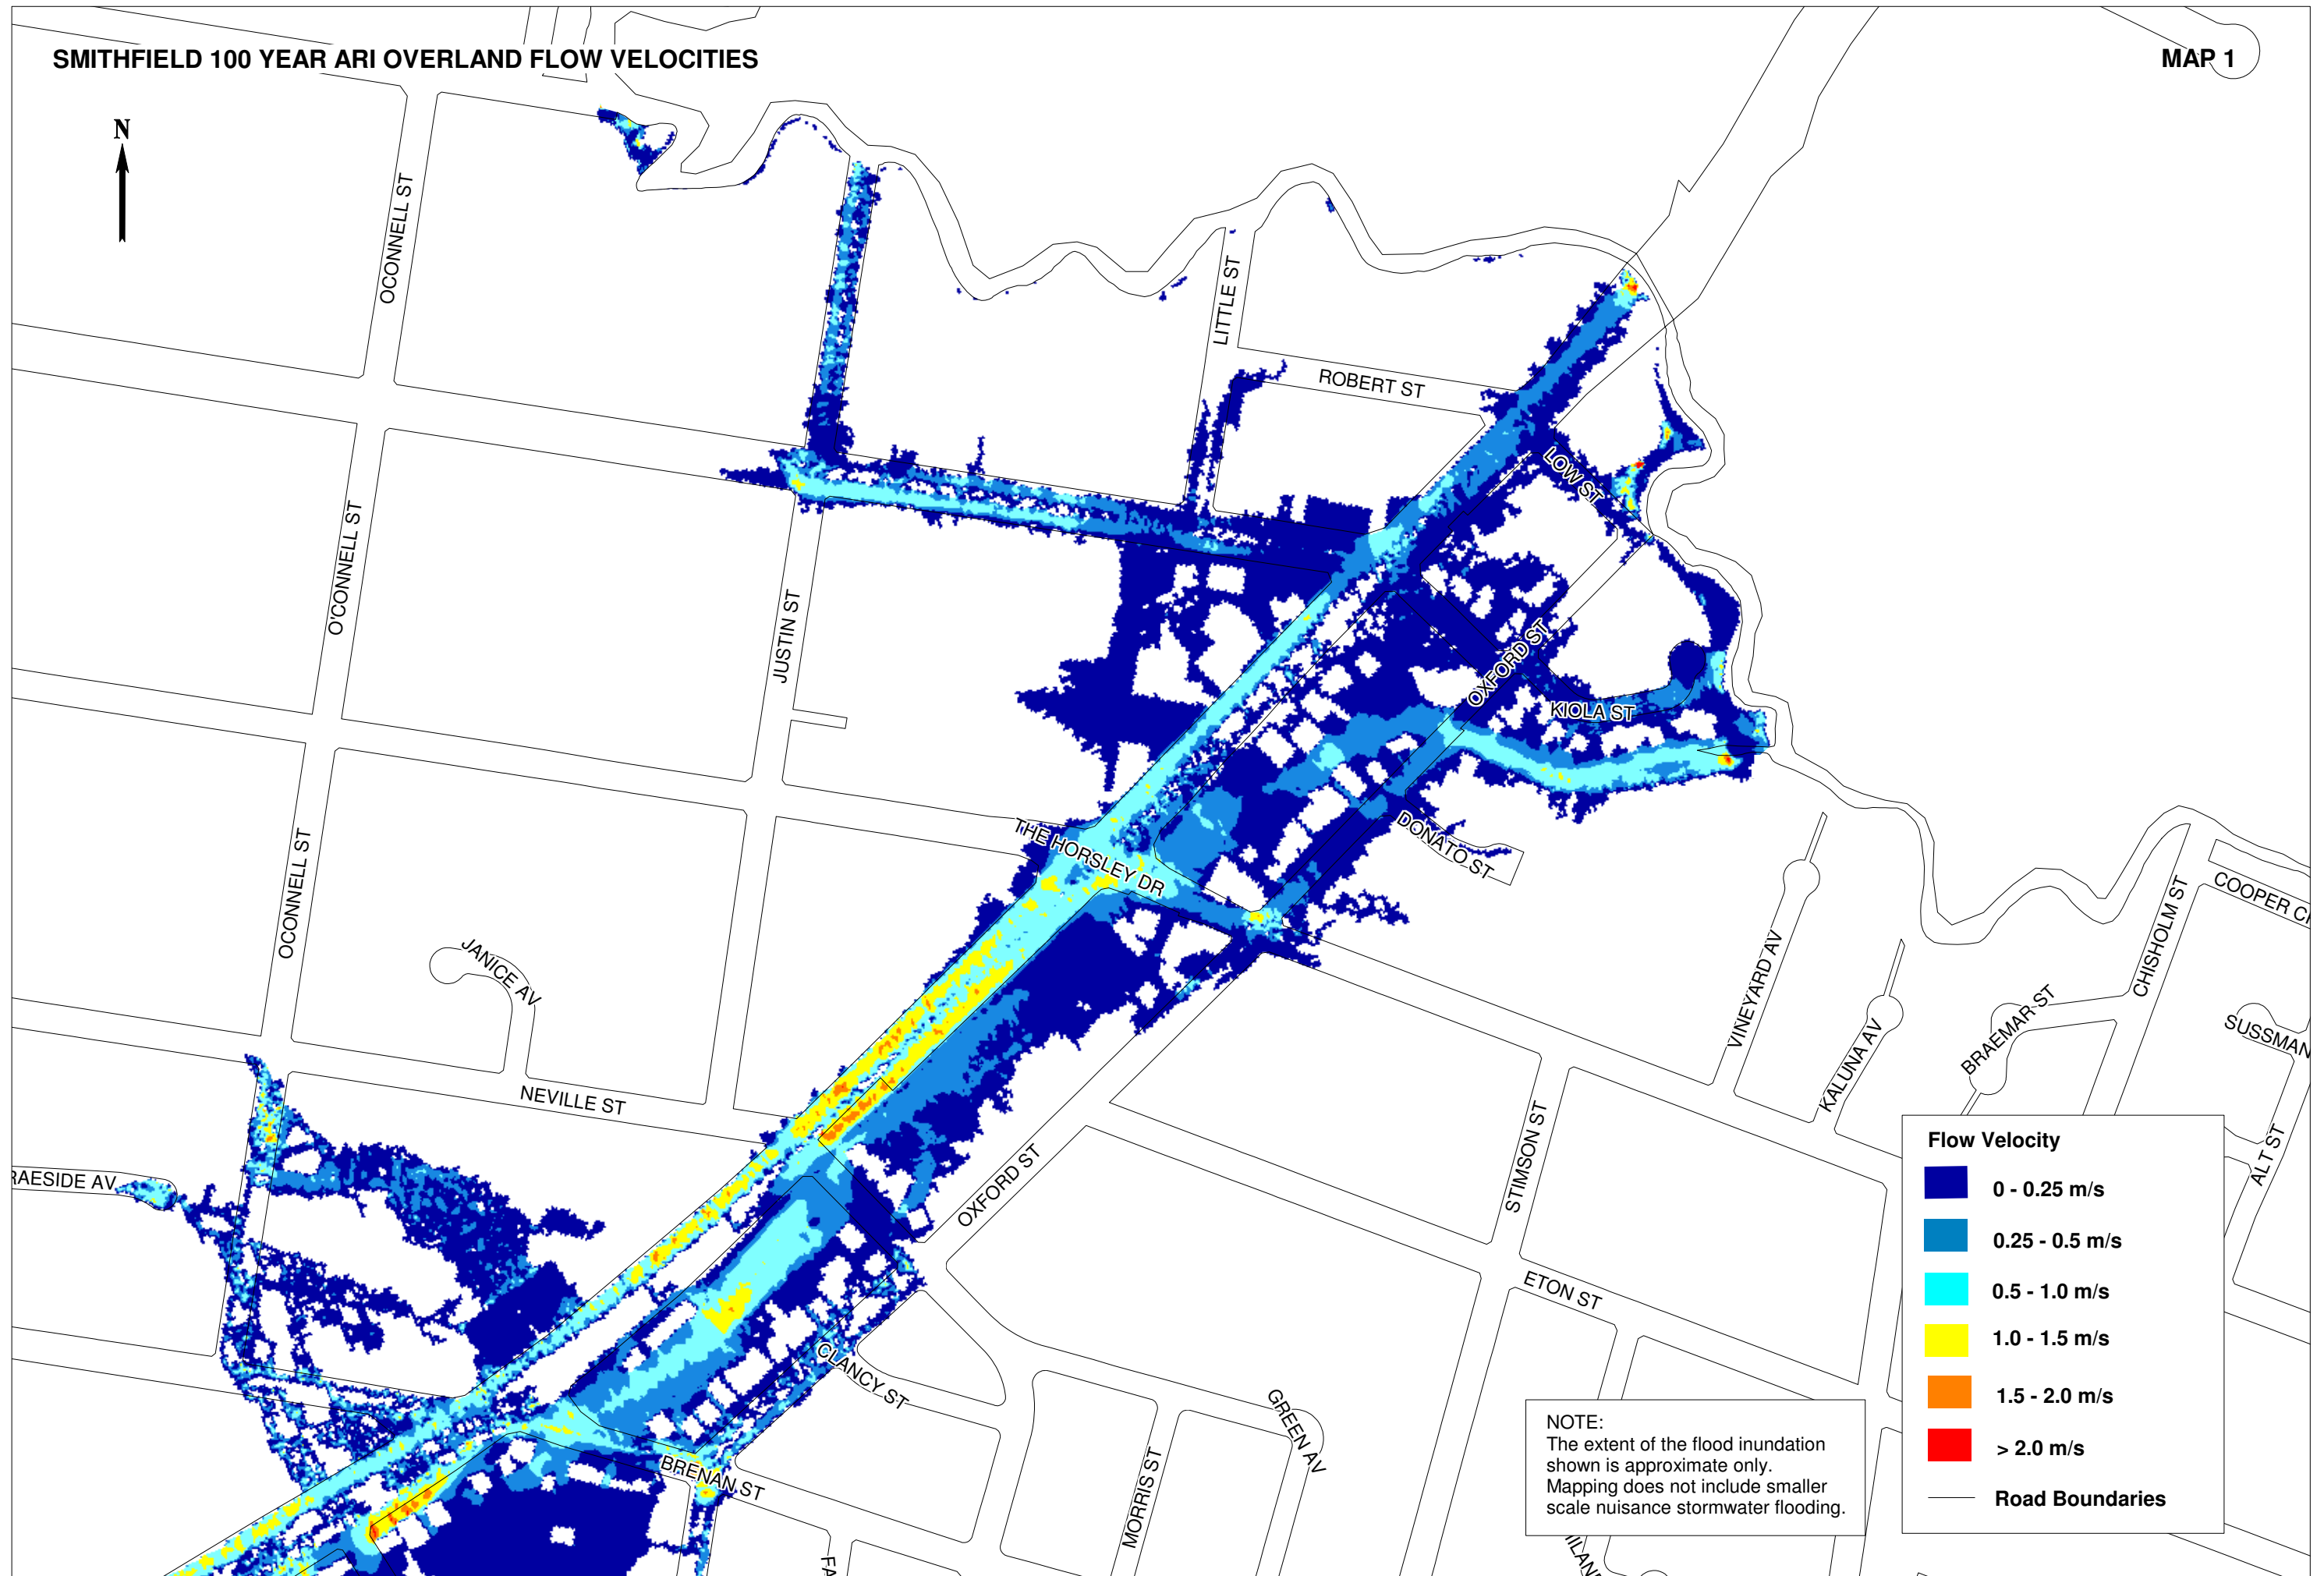 SMITHFIELD 100 YEAR ARI OVERLAND FLOW VELOCITIES
MAP 1
N
OCONNELL ST
LITTLE ST
ROBERT ST
LOW ST
O'CONNELL ST
JUSTIN ST
OXFORD ST
KIOLA ST
THE HORSLEY DR
DONATO ST
OCONNELL ST
JANICE AV
VINEYARD AV
KALUNA AV
BRAEMAR ST
CHISHOLM ST
COOPER C
SUSSMAN
NEVILLE ST
RAESIDE AV
OXFORD ST
STIMSON ST
ALT ST
ETON ST
CLANCY ST
GREEN AV
BRENAN ST
MORRIS ST
FA
Flow Velocity
0 - 0.25 m/s
0.25 - 0.5 m/s
0.5 - 1.0 m/s
1.0 - 1.5 m/s
1.5 - 2.0 m/s
> 2.0 m/s
Road Boundaries
NOTE:
The extent of the flood inundation
shown is approximate only.
Mapping does not include smaller
scale nuisance stormwater flooding.